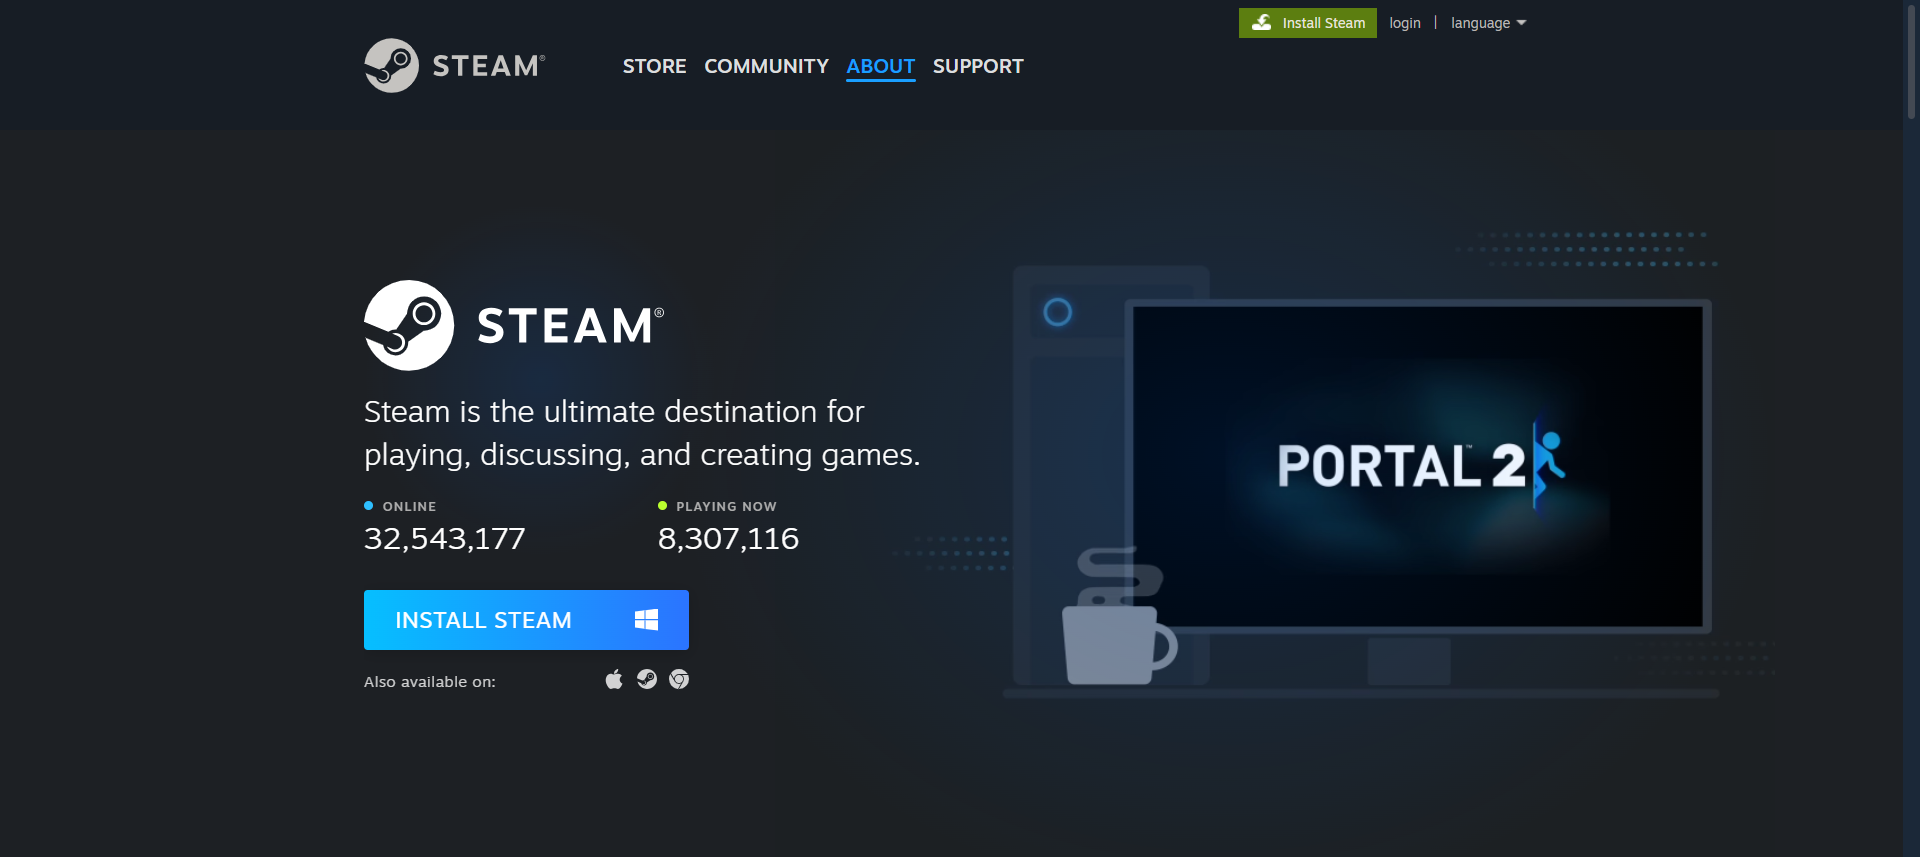 Install Steam
login
language
STEAM®
STORE
COMMUNITY
ABOUT
SUPPORT
STEAM®
Steam is the ultimate destination for
playing, discussing, and creating games.
ONLINE
32,543,177
PLAYING NOW
8,307,116
INSTALL STEAM
Also available on:
PORTAL™ 2